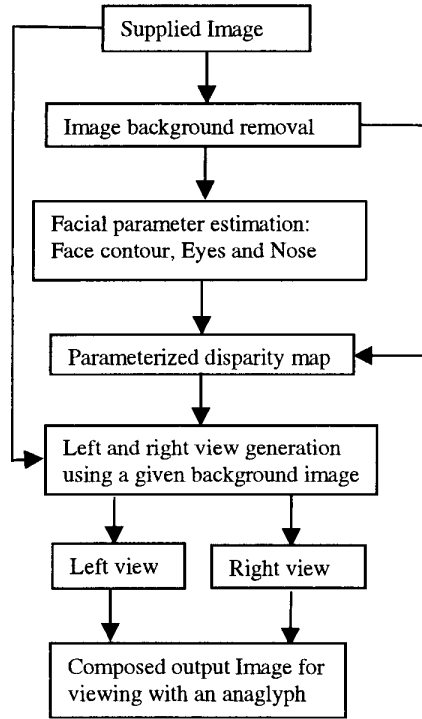 Supplied Image
Image background removal
Facial parameter estimation:
Face contour, Eyes and Nose
Parameterized disparity map
Left and right view generation
using a given background image
Left view
Right view
Composed output Image for
viewing with an anaglyph